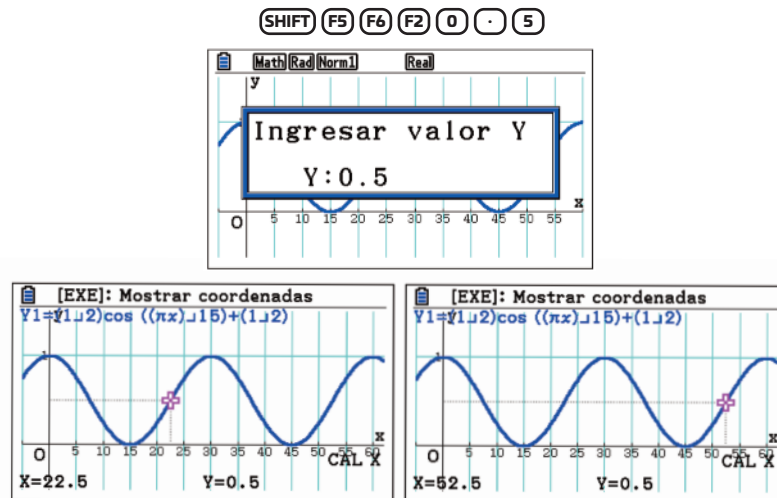 SHIFT F5 F6 F2 0 · 5
Math Rad Norm1 Real
y
Ingresar valor Y
Y:0.5
x
O 5 10 15 20 25 30 35 40 45 50 55
[EXE]: Mostrar coordenadas
Y1=(1⌟2)cos ((πx)⌟15)+(1⌟2)
y
1
x
O 5 10 15 20 25 30 35 40 45 50 55 60
CAL X
X=22.5 Y=0.5
[EXE]: Mostrar coordenadas
Y1=(1⌟2)cos ((πx)⌟15)+(1⌟2)
y
1
x
O 5 10 15 20 25 30 35 40 45 50 55 60
CAL X
X=52.5 Y=0.5